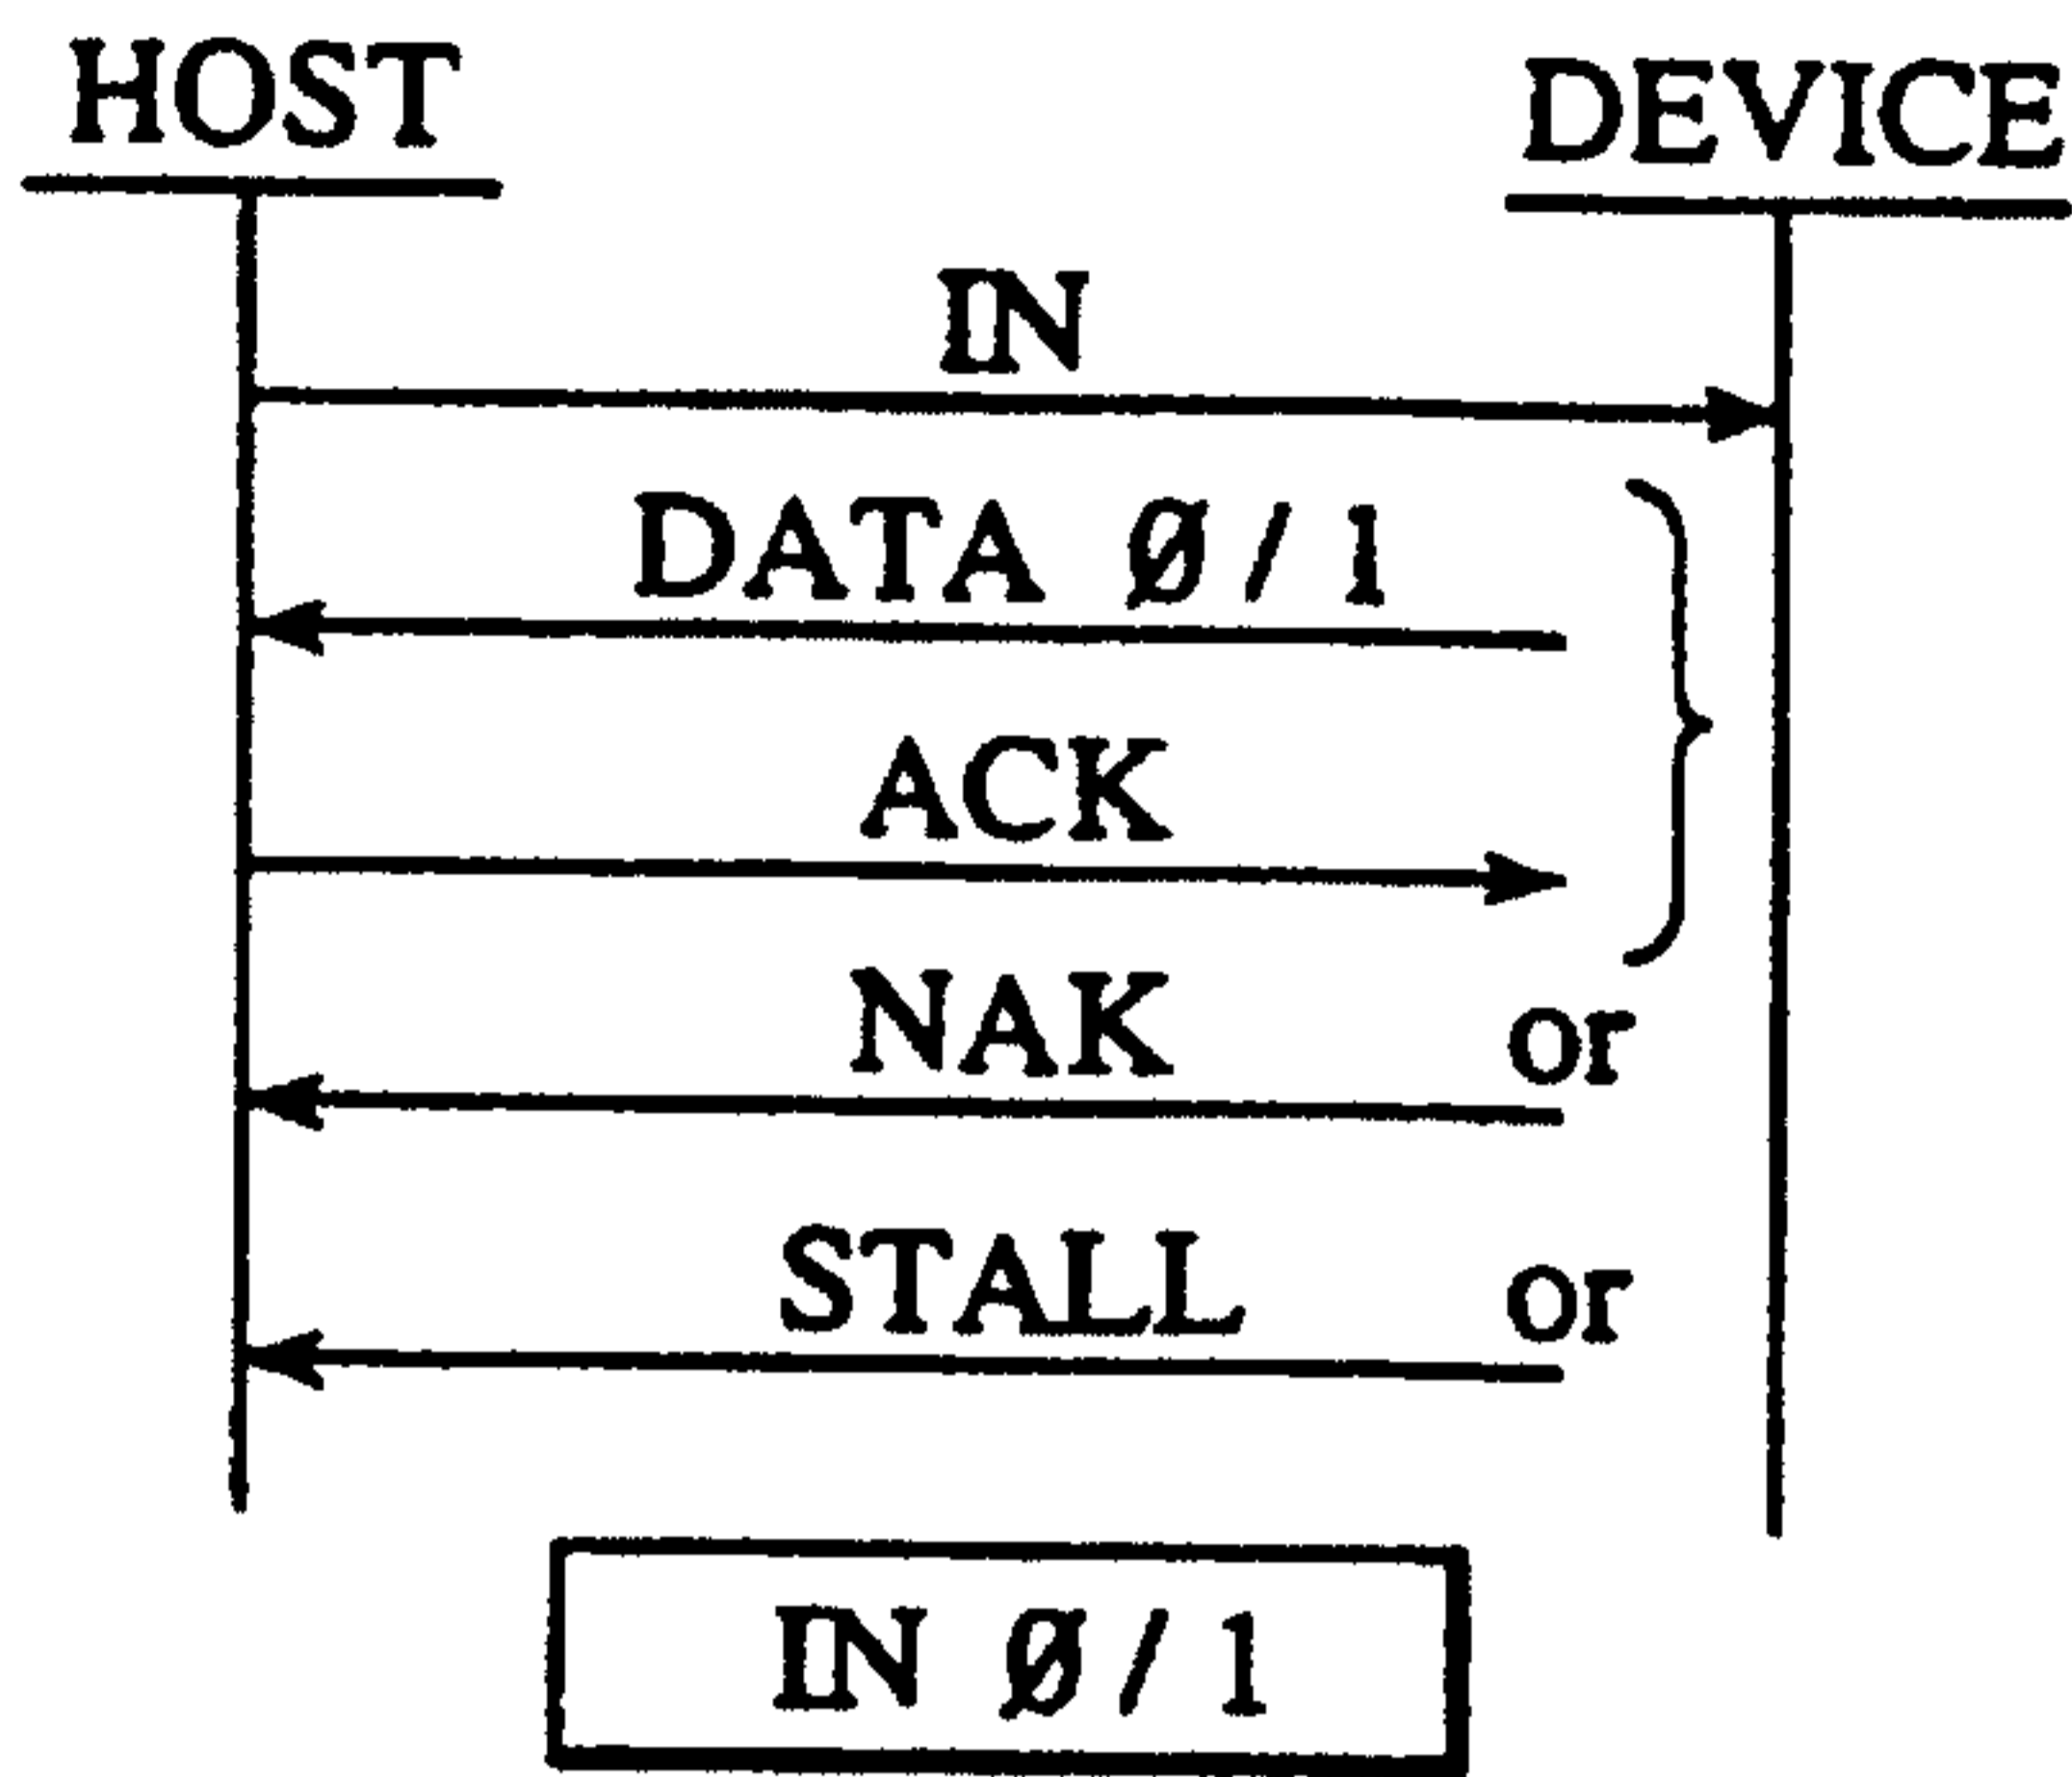 HOST
DEVICE
IN
DATA Ø / 1
ACK
NAK or
STALL or
IN Ø / 1